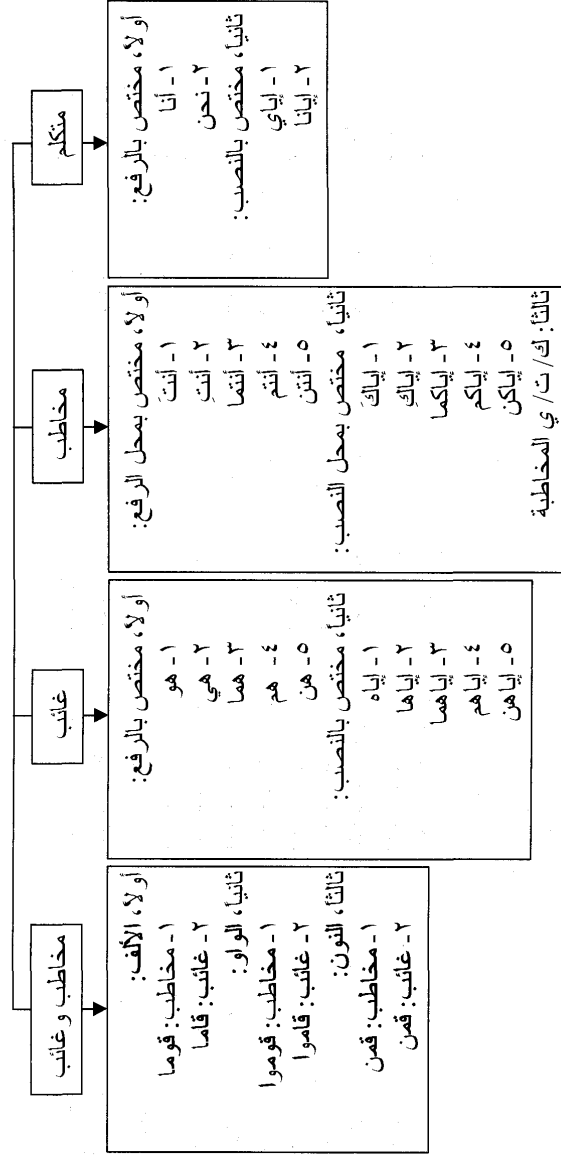 متكلم
أولاً، مختص بالرفع:
١- أنا
٢- نحن
ثانياً، مختص بالنصب:
١- إياي
٢- إيانا
مخاطب
أولاً، مختص بمحل الرفع:
١- أنتَ
٢- أنتِ
٣- أنتما
٤- أنتم
٥- أنتن
ثانياً، مختص بمحل النصب:
١- إياكَ
٢- إياكِ
٣- إياكما
٤- إياكم
٥- إياكن
ثالثاً: ك/ ت/ ي المخاطبة
غائب
أولاً، مختص بالرفع:
١- هو
٢- هي
٣- هما
٤- هم
٥- هن
ثانياً، مختص بالنصب:
١- إياه
٢- إياها
٣- إياهما
٤- إياهم
٥- إياهن
مخاطب وغائب
أولاً، الألف:
١- مخاطب: قوما
٢- غائب: قاما
ثانياً، الواو:
١- مخاطب: قوموا
٢- غائب: قاموا
ثالثاً، النون:
١- مخاطب: قمن
٢- غائب: قمن